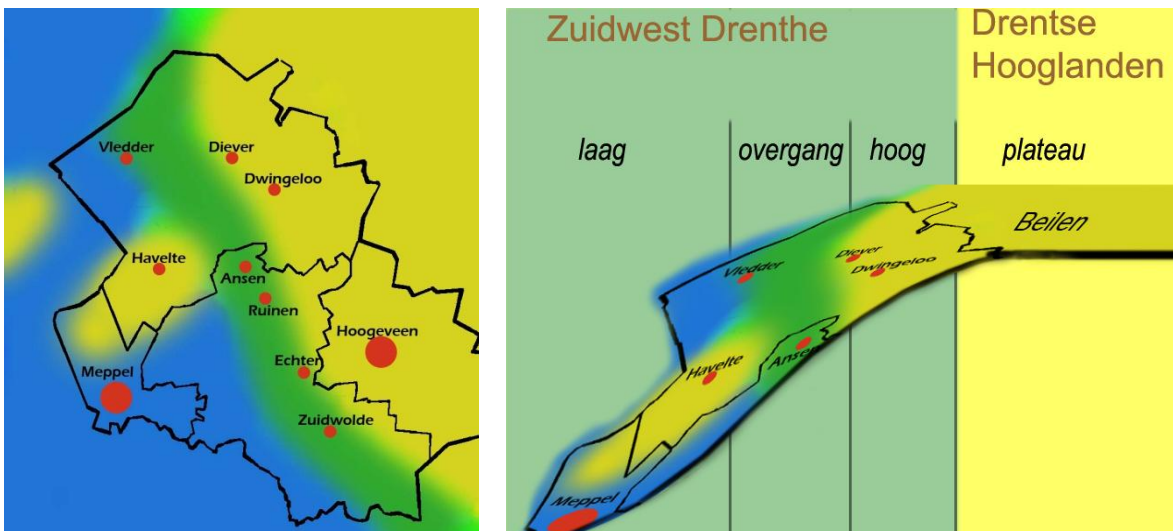 Vledder
Diever
Dwingeloo
Havelte
Ansen
Ruinen
Hoogeveen
Echten
Meppel
Zuidwolde
Zuidwest Drenthe
Drentse
Hooglanden
laag
overgang
hoog
plateau
Beilen
Diever
Vledder
Dwingeloo
Ansen
Havelte
Meppel